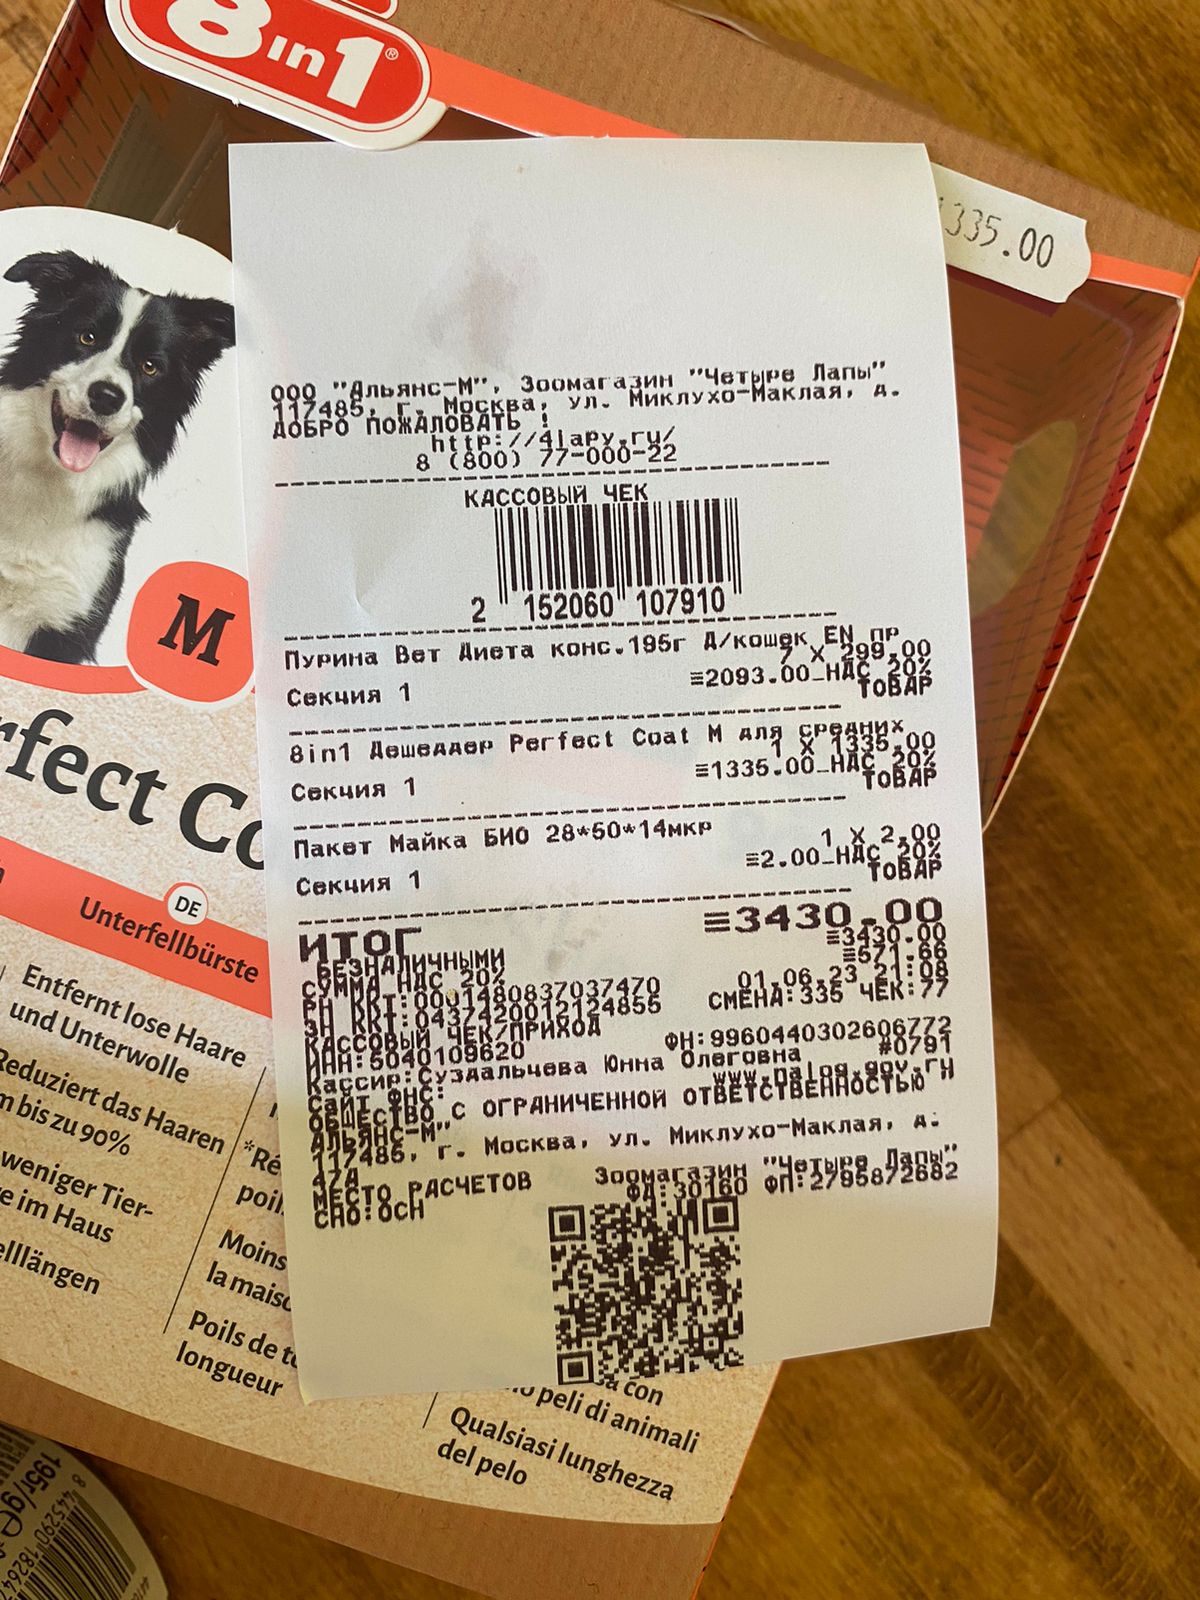 8in1®
335.00
M
rfect Co
DE
Unterfellbürste
Entfernt lose Haare
und Unterwolle
Reduziert das Haaren
m bis zu 90%
weniger Tier-
e im Haus
elllängen
*Ré
poil
Moins
la maiso
Poils de to
longueur
a con
peli di animali
Qualsiasi lunghezza
del pelo
195г/g
ООО "Альянс-М", Зоомагазин "Четыре Лапы"
117485, г. Москва, ул. Миклухо-Маклая, д.
ДОБРО ПОЖАЛОВАТЬ !
http://4lapy.ru/
8 (800) 77-000-22
КАССОВЫЙ ЧЕК
2 152060 107910
Пурина Вет Диета конс.195г Д/кошек EN ПР
7 X 299.00
≡2093.00_НДС 20%
Секция 1
ТОВАР
8in1 Дешеддер Perfect Coat M для средних
1 X 1335.00
≡1335.00_НДС 20%
Секция 1
ТОВАР
Пакет Майка БИО 28*50*14мкр
1 X 2.00
≡2.00_НДС 20%
Секция 1
ТОВАР
ИТОГ ≡3430.00
БЕЗНАЛИЧНЫМИ ≡3430.00
СУММА НДС 20% ≡571.66
РН ККТ:0001480837037470 01.06.23 21:08
ЗН ККТ:0437420012124855 СМЕНА:335 ЧЕК:77
КАССОВЫЙ ЧЕК/ПРИХОД
ИНН:5040109620 ФН:9960440302606772
Кассир:Суздальчева Юнна Олеговна #0791
Сайт ФНС: www.nalog.gov.ru
ОБЩЕСТВО С ОГРАНИЧЕННОЙ ОТВЕТСТВЕННОСТЬЮ "
АЛЬЯНС-М"
117485, г. Москва, ул. Миклухо-Маклая, д.
47А
МЕСТО РАСЧЕТОВ Зоомагазин "Четыре Лапы"
СНО:ОСН ФД:30160 ФП:2795872682